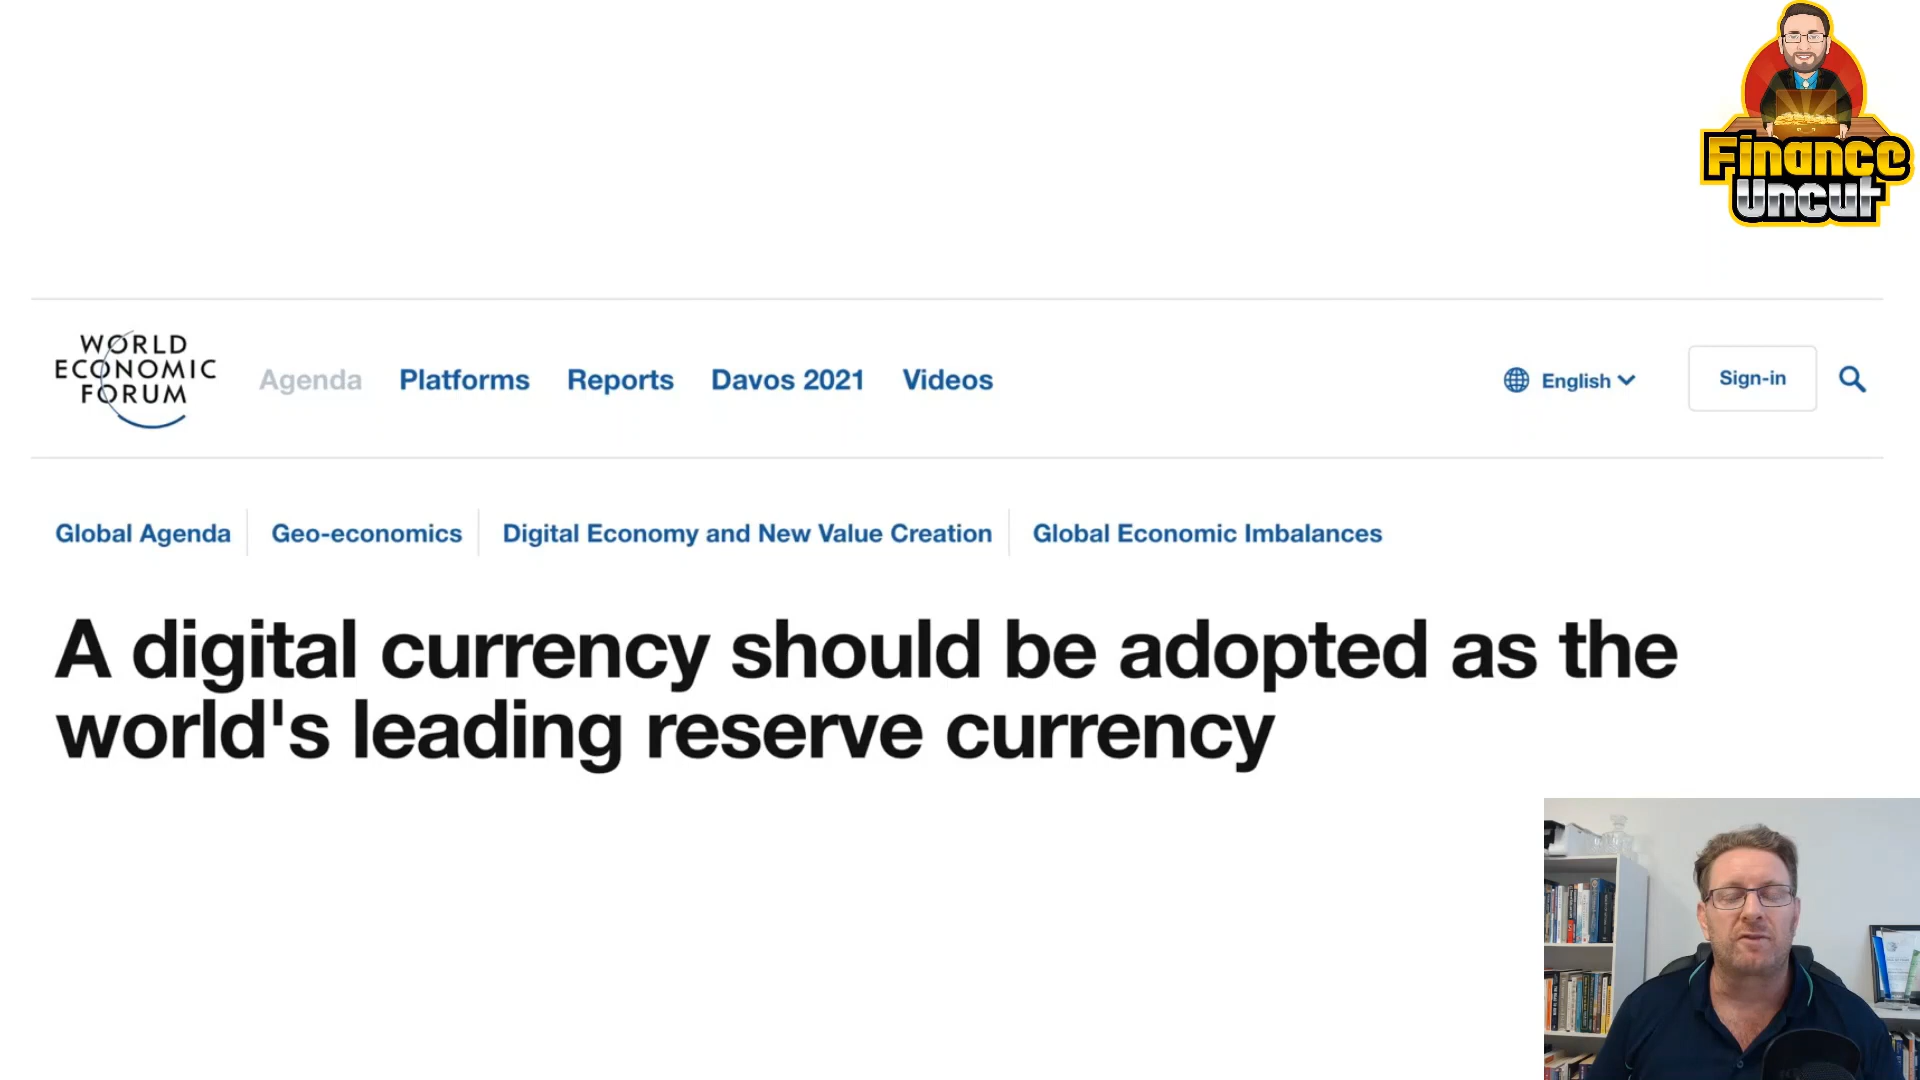 Finance
Uncut
WORLD
ECONOMIC
FORUM
Agenda Platforms Reports Davos 2021 Videos English Sign-in
Global Agenda Geo-economics Digital Economy and New Value Creation Global Economic Imbalances
A digital currency should be adopted as the
world's leading reserve currency